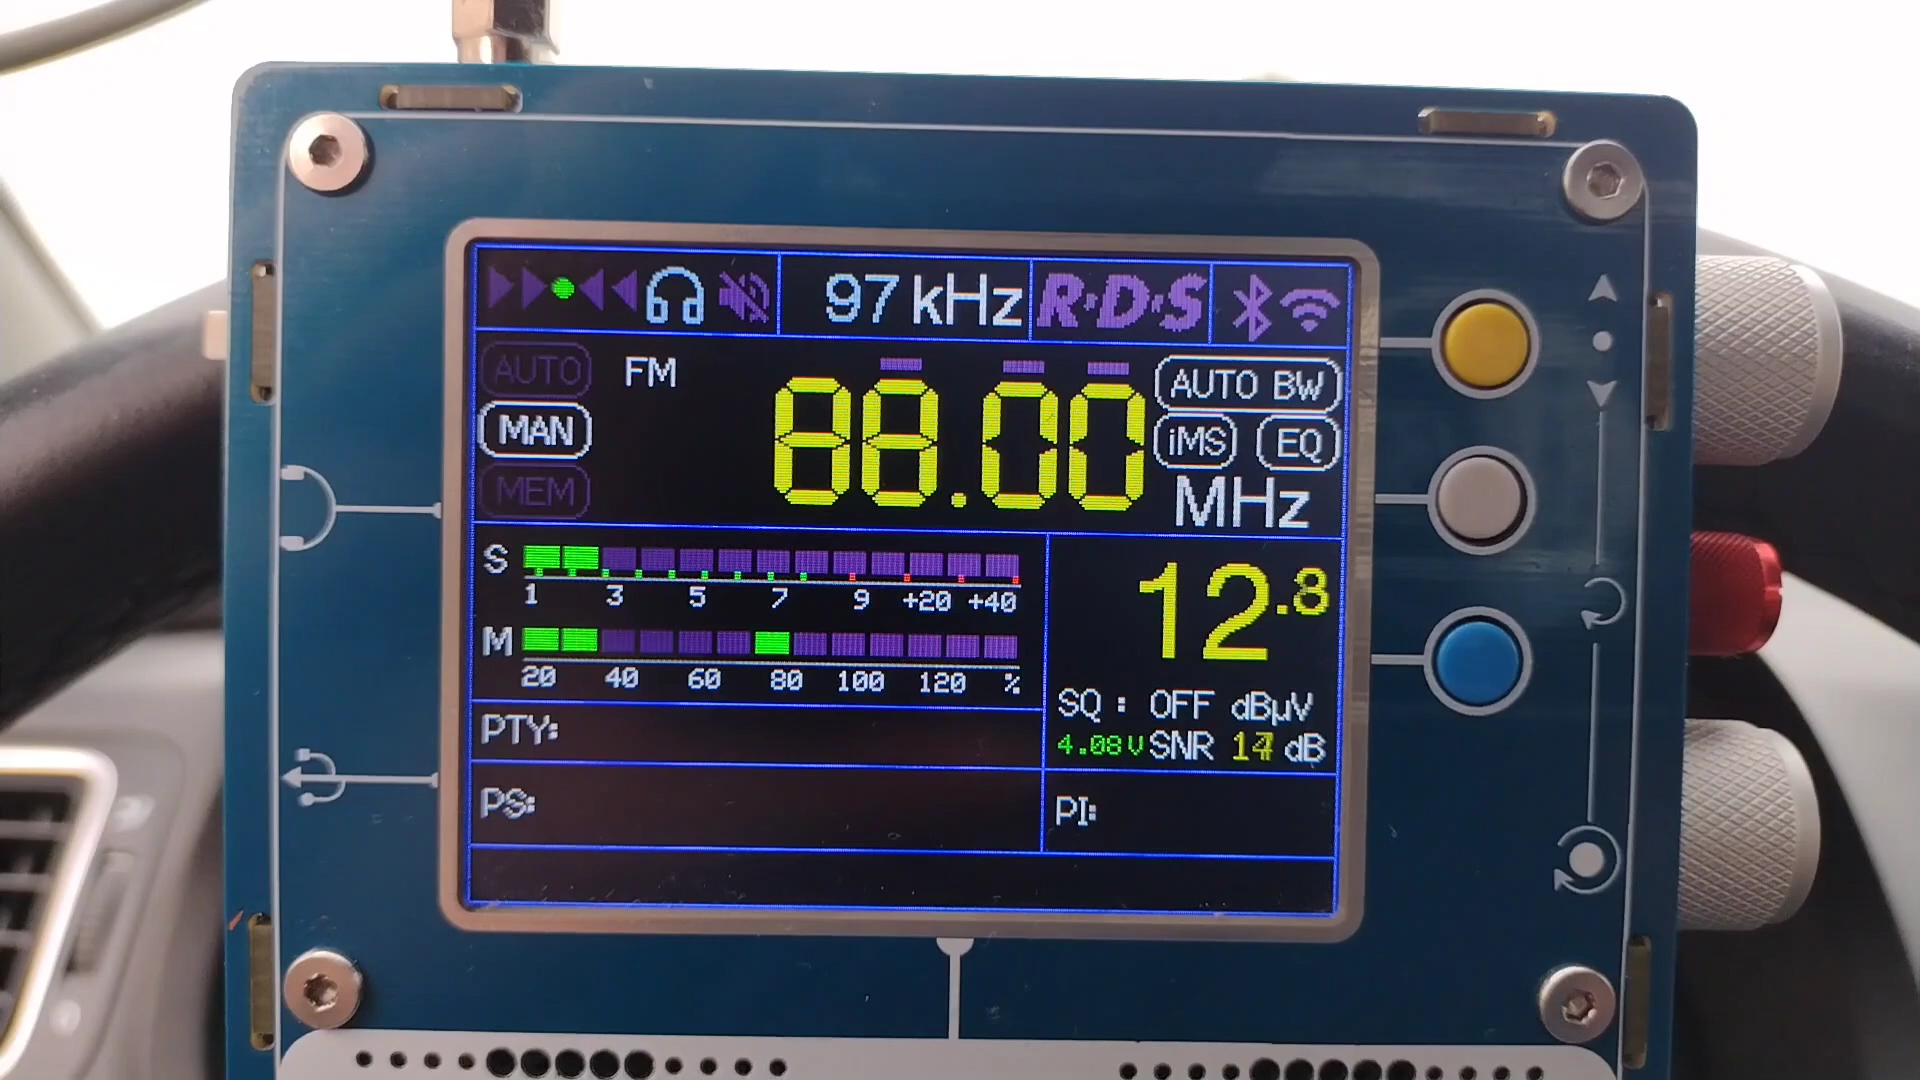 97 kHz R·D·S
AUTO FM 88.00 AUTO BW
MAN iMS EQ
MEM MHz
S 1 3 5 7 9 +20 +40
12.8
M 20 40 60 80 100 120 %
SQ : OFF dBµV
PTY: 4.08V SNR dB
PS: PI: